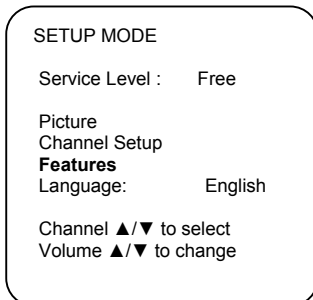 SETUP MODE
Service Level : Free
Picture
Channel Setup
Features
Language: English
Channel ▲/▼ to select
Volume ▲/▼ to change